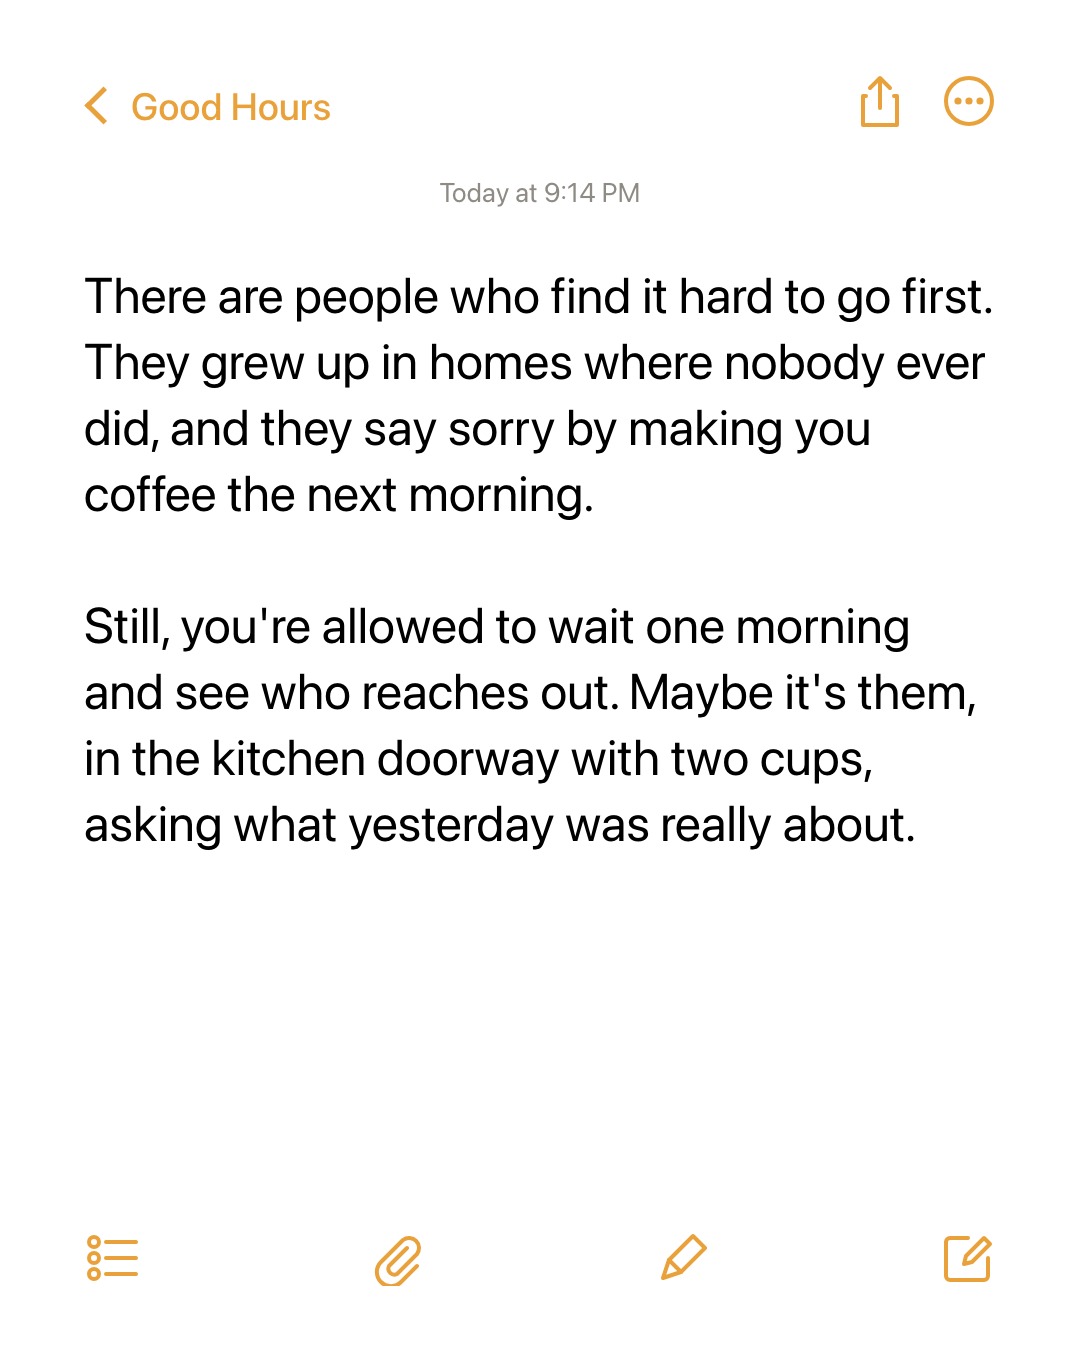 Good Hours
Today at 9:14 PM
There are people who find it hard to go first.
They grew up in homes where nobody ever
did, and they say sorry by making you
coffee the next morning.
Still, you're allowed to wait one morning
and see who reaches out. Maybe it's them,
in the kitchen doorway with two cups,
asking what yesterday was really about.